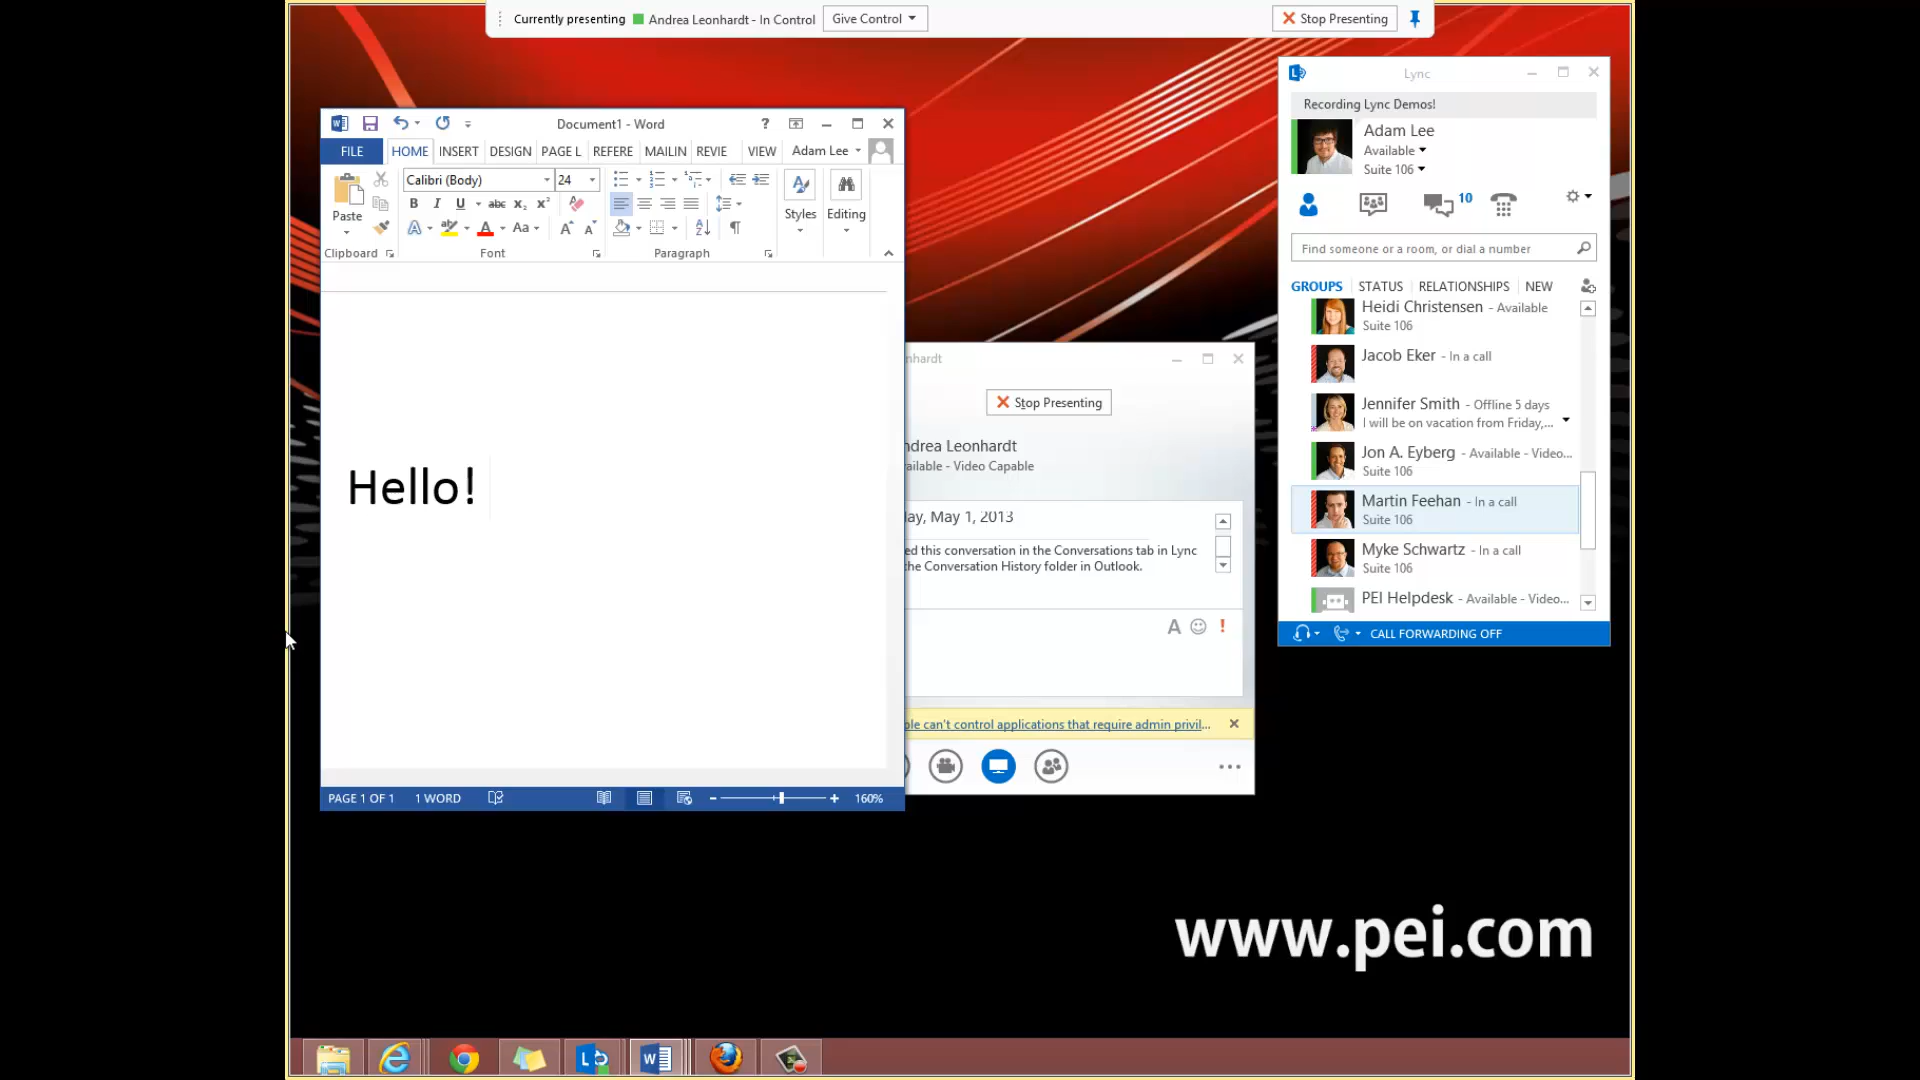 Currently presenting Andrea Leonhardt - In Control Give Control Stop Presenting
Document1 - Word
FILE HOME INSERT DESIGN PAGE L REFERE MAILIN REVIE VIEW Adam Lee
Paste
Calibri (Body) 24
B I U abc x₂ x²
A A Aa A A
Styles Editing
Clipboard Font Paragraph
Hello!
PAGE 1 OF 1 1 WORD 160%
nhardt
Stop Presenting
ndrea Leonhardt
ailable - Video Capable
ay, May 1, 2013
ed this conversation in the Conversations tab in Lync
the Conversation History folder in Outlook.
A !
ple can't control applications that require admin privil...
Lync
Recording Lync Demos!
Adam Lee
Available
Suite 106
10
Find someone or a room, or dial a number
GROUPS STATUS RELATIONSHIPS NEW
Heidi Christensen - Available
Suite 106
Jacob Eker - In a call
Jennifer Smith - Offline 5 days
I will be on vacation from Friday,...
Jon A. Eyberg - Available - Video...
Suite 106
Martin Feehan - In a call
Suite 106
Myke Schwartz - In a call
Suite 106
PEI Helpdesk - Available - Video...
CALL FORWARDING OFF
www.pei.com